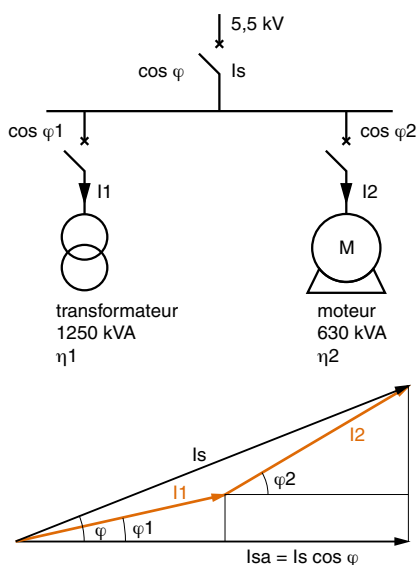 5,5 kV
cos φ
Is
cos φ1
cos φ2
I1
I2
M
transformateur
1250 kVA
η1
moteur
630 kVA
η2
Is
I2
I1
φ2
φ
φ1
Isa = Is cos φ